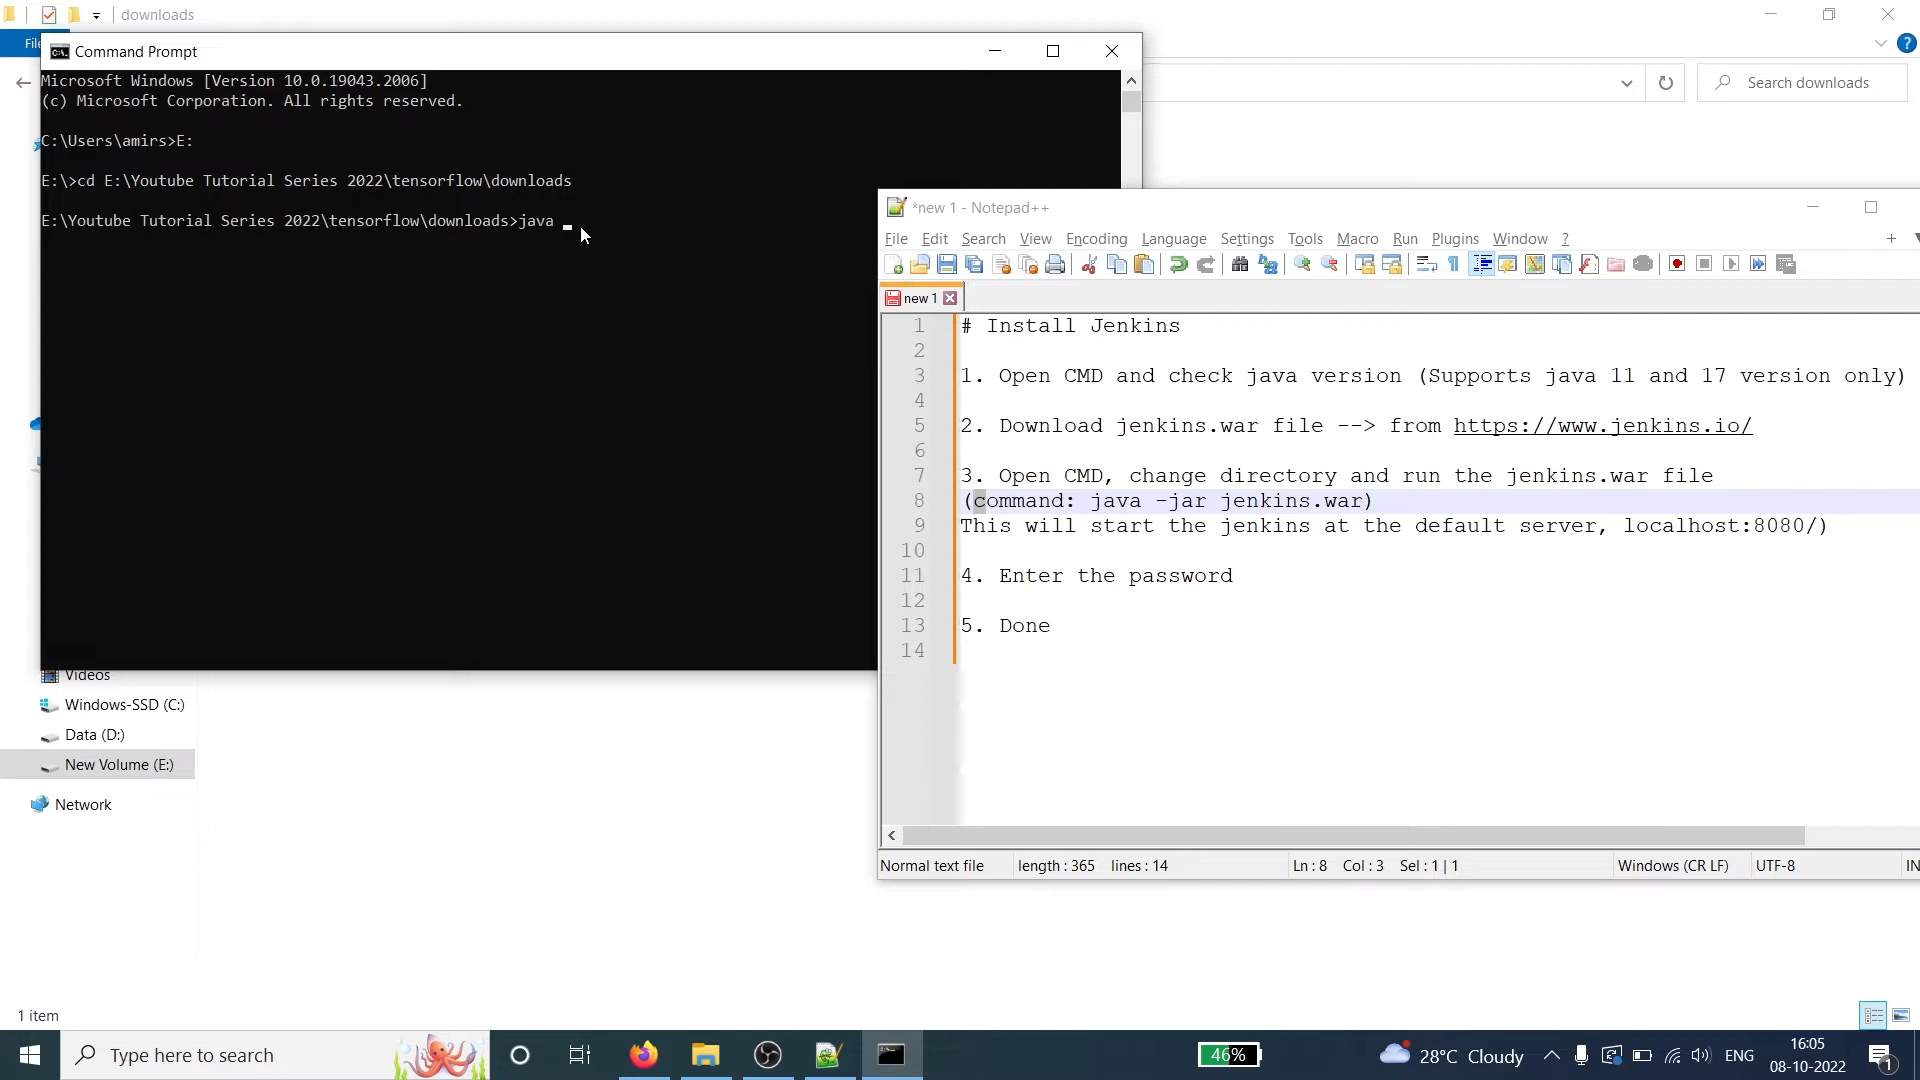 downloads
File
Search downloads
Command Prompt
Microsoft Windows [Version 10.0.19043.2006]
(c) Microsoft Corporation. All rights reserved.
C:\Users\amirs>E:
E:\>cd E:\Youtube Tutorial Series 2022\tensorflow\downloads
E:\Youtube Tutorial Series 2022\tensorflow\downloads>java
*new 1 - Notepad++
File Edit Search View Encoding Language Settings Tools Macro Run Plugins Window ?
new 1
1 # Install Jenkins
2
3 1. Open CMD and check java version (Supports java 11 and 17 version only)
4
5 2. Download jenkins.war file --> from https://www.jenkins.io/
6
7 3. Open CMD, change directory and run the jenkins.war file
8 (command: java -jar jenkins.war)
9 This will start the jenkins at the default server, localhost:8080/)
10
11 4. Enter the password
12
13 5. Done
14
Normal text file length : 365 lines : 14 Ln : 8 Col : 3 Sel : 1 | 1 Windows (CR LF) UTF-8 IN
Videos
Windows-SSD (C:)
Data (D:)
New Volume (E:)
Network
1 item
Type here to search
46%
28°C Cloudy
ENG
16:05
08-10-2022
1